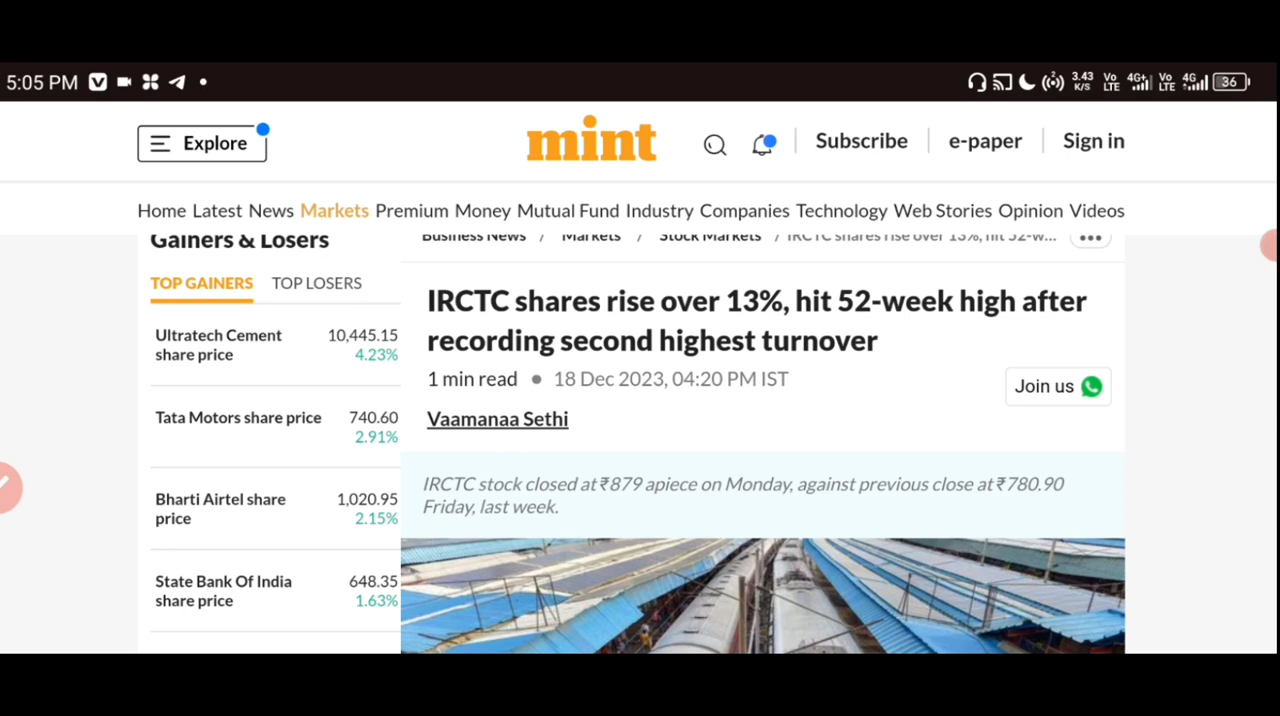 5:05 PM
3.43 K/S Vo LTE 4G+ Vo LTE 4G 36
Explore
mint
Subscribe
e-paper
Sign in
Home Latest News Markets Premium Money Mutual Fund Industry Companies Technology Web Stories Opinion Videos
Gainers & Losers
Business News / Markets / Stock Markets / IRCTC shares rise over 13%, hit 52-w...
TOP GAINERS TOP LOSERS
IRCTC shares rise over 13%, hit 52-week high after
recording second highest turnover
1 min read • 18 Dec 2023, 04:20 PM IST
Join us
Vaamanaa Sethi
IRCTC stock closed at ₹879 apiece on Monday, against previous close at ₹780.90
Friday, last week.
Ultratech Cement 10,445.15
share price 4.23%
Tata Motors share price 740.60
2.91%
Bharti Airtel share 1,020.95
price 2.15%
State Bank Of India 648.35
share price 1.63%